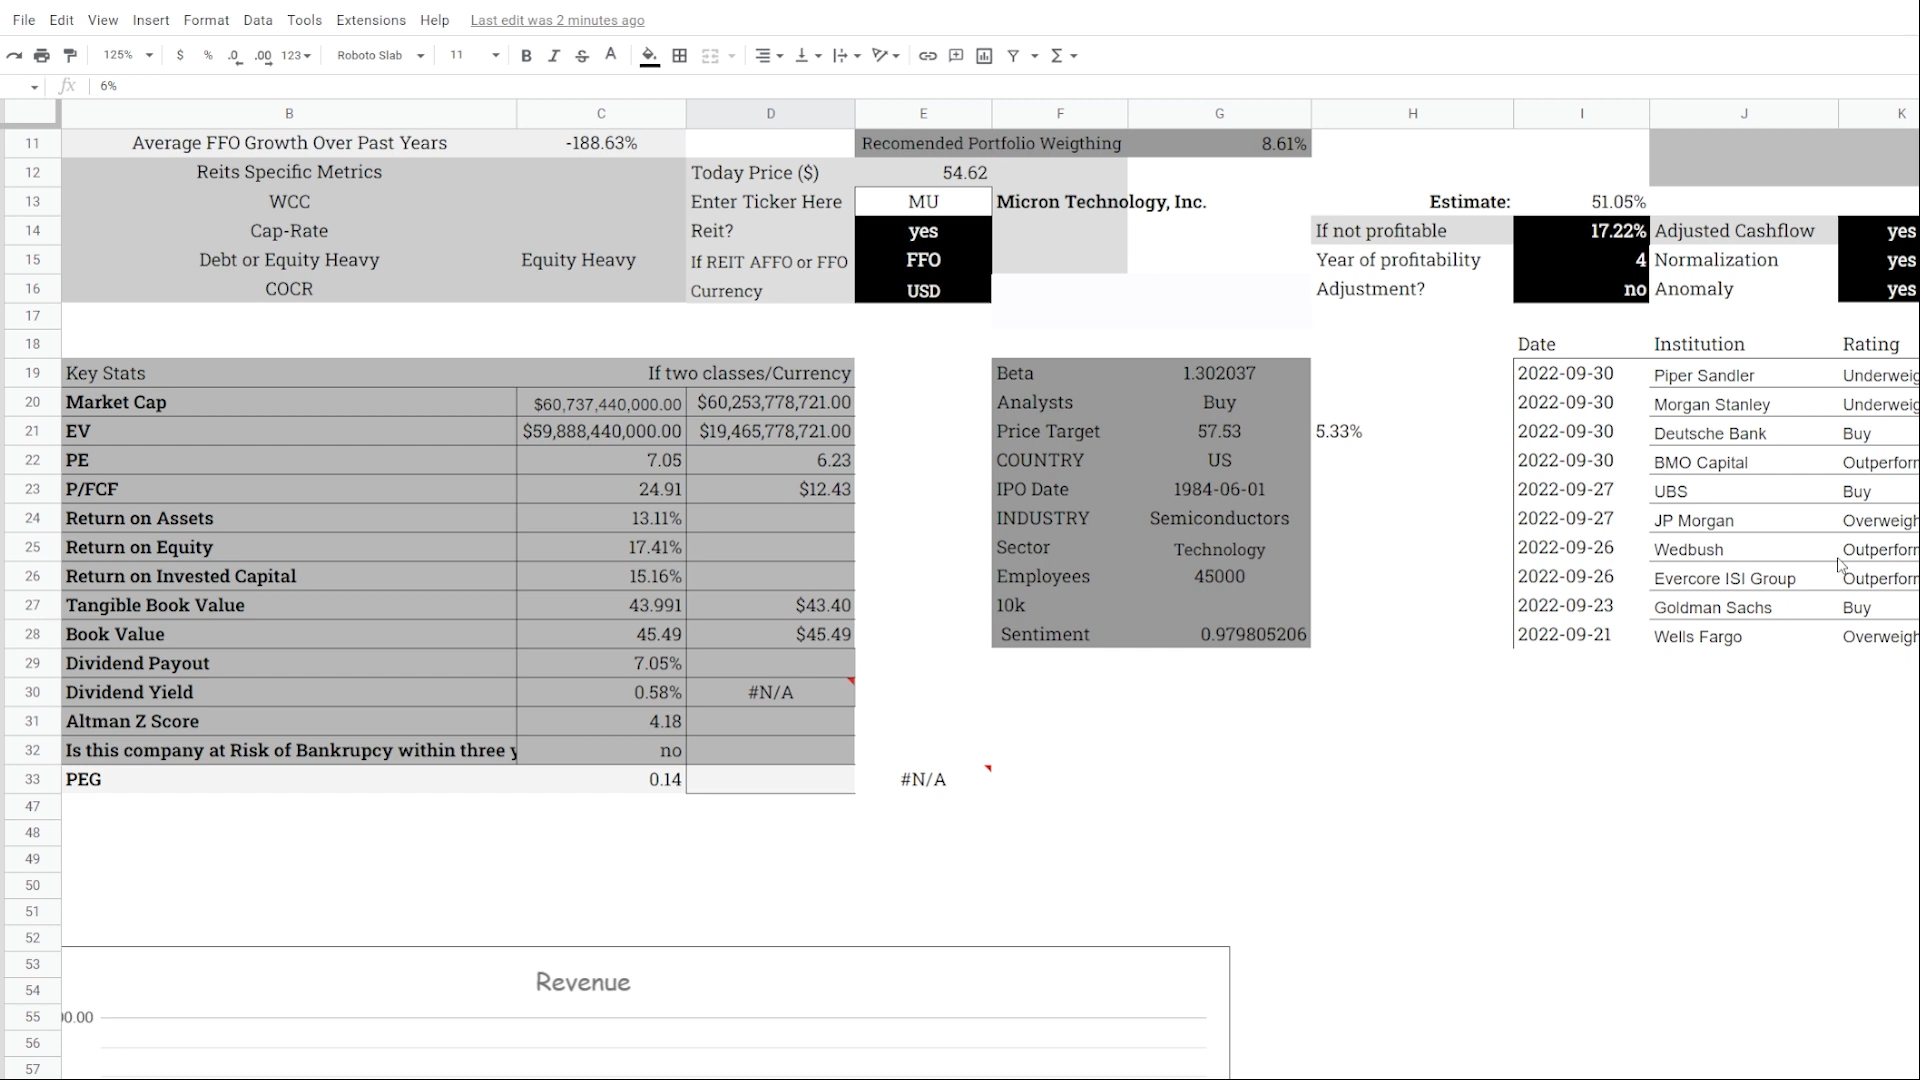 File Edit View Insert Format Data Tools Extensions Help Last edit was 2 minutes ago
125% $ % .0 .00 123 Roboto Slab 11 B I S A
fx 6%
B C D E F G H I J K
11 Average FFO Growth Over Past Years -188.63% Recomended Portfolio Weigthing 8.61%
12 Reits Specific Metrics Today Price ($) 54.62
13 WCC Enter Ticker Here MU Micron Technology, Inc. Estimate: 51.05%
14 Cap-Rate Reit? yes If not profitable 17.22% Adjusted Cashflow yes
15 Debt or Equity Heavy Equity Heavy If REIT AFFO or FFO FFO Year of profitability 4 Normalization yes
16 COCR Currency USD Adjustment? no Anomaly yes
17
18 Date Institution Rating
19 Key Stats If two classes/Currency Beta 1.302037 2022-09-30 Piper Sandler Underweig
20 Market Cap $60,737,440,000.00 $60,253,778,721.00 Analysts Buy 2022-09-30 Morgan Stanley Underweig
21 EV $59,888,440,000.00 $19,465,778,721.00 Price Target 57.53 5.33% 2022-09-30 Deutsche Bank Buy
22 PE 7.05 6.23 COUNTRY US 2022-09-30 BMO Capital Outperforn
23 P/FCF 24.91 $12.43 IPO Date 1984-06-01 2022-09-27 UBS Buy
24 Return on Assets 13.11% INDUSTRY Semiconductors 2022-09-27 JP Morgan Overweigh
25 Return on Equity 17.41% Sector Technology 2022-09-26 Wedbush Outperforn
26 Return on Invested Capital 15.16% Employees 45000 2022-09-26 Evercore ISI Group Outperforn
27 Tangible Book Value 43.991 $43.40 10k 2022-09-23 Goldman Sachs Buy
28 Book Value 45.49 $45.49 Sentiment 0.979805206 2022-09-21 Wells Fargo Overweigh
29 Dividend Payout 7.05%
30 Dividend Yield 0.58% #N/A
31 Altman Z Score 4.18
32 Is this company at Risk of Bankrupcy within three y no
33 PEG 0.14 #N/A
47
48
49
50
51
52
53
54 Revenue
55 00.00
56
57